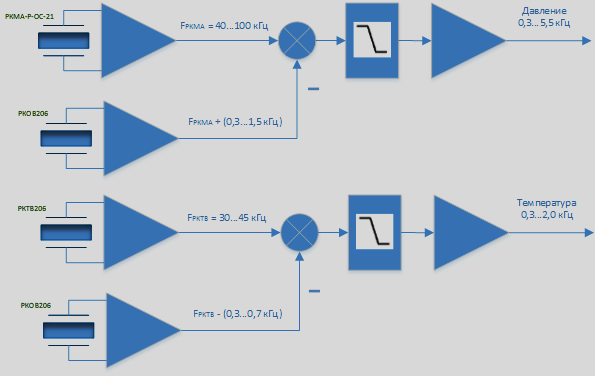 РКМА-Р-ОС-21
FРКМА = 40...100 кГц
Давление
0,3...5,5 кГц
РКОВ206
FРКМА + (0,3...1,5 кГц)
РКТВ206
FРКТВ = 30...45 кГц
Температура
0,3...2,0 кГц
РКОВ206
FРКТВ - (0,3...0,7 кГц)